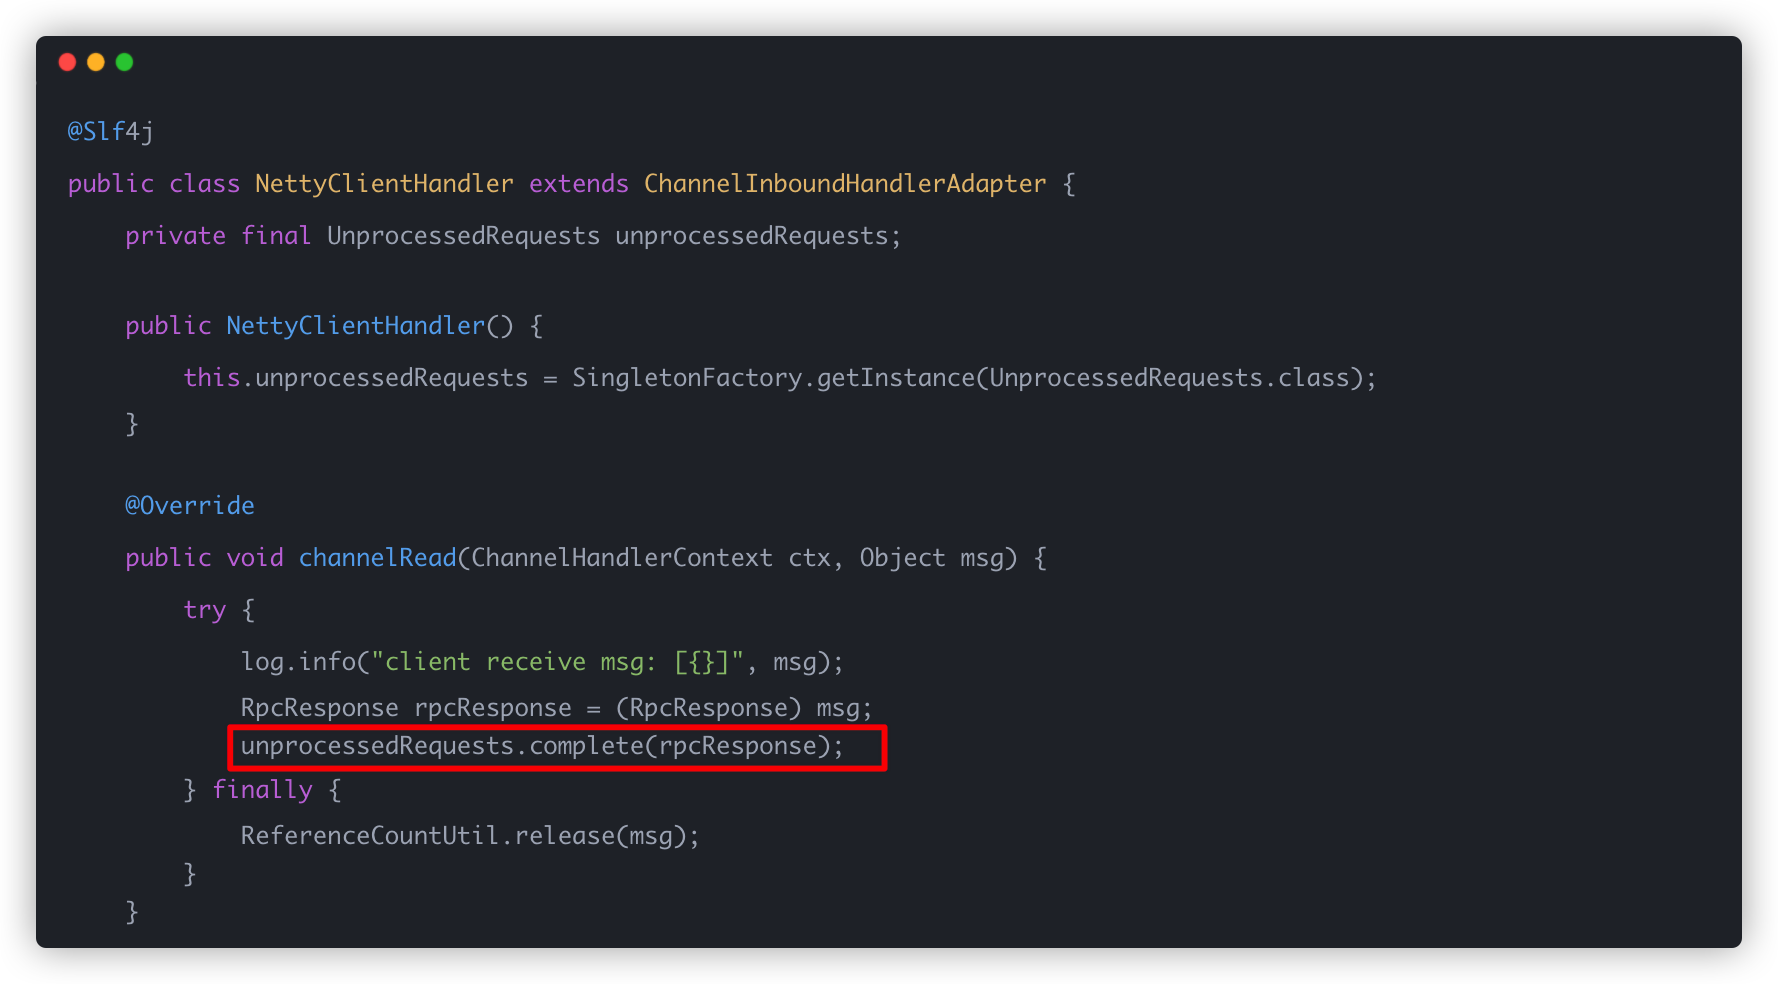 @Slf4j
public class NettyClientHandler extends ChannelInboundHandlerAdapter {
    private final UnprocessedRequests unprocessedRequests;
    public NettyClientHandler() {
        this.unprocessedRequests = SingletonFactory.getInstance(UnprocessedRequests.class);
    }
    @Override
    public void channelRead(ChannelHandlerContext ctx, Object msg) {
        try {
            log.info("client receive msg: [{}]", msg);
            RpcResponse rpcResponse = (RpcResponse) msg;
            unprocessedRequests.complete(rpcResponse);
        } finally {
            ReferenceCountUtil.release(msg);
        }
    }